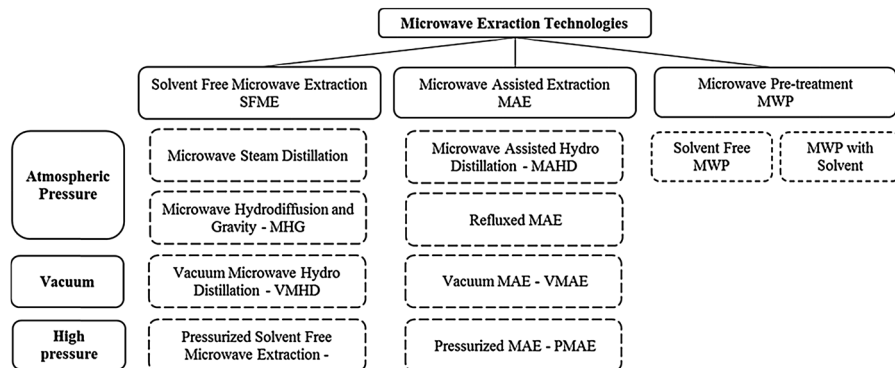 Microwave Exraction Technologies
Solvent Free Microwave Extraction
SFME
Microwave Assisted Extraction
MAE
Microwave Pre-treatment
MWP
Atmospheric
Pressure
Microwave Steam Distillation
Microwave Assisted Hydro
Distillation - MAHD
Solvent Free
MWP
MWP with
Solvent
Microwave Hydrodiffusion and
Gravity - MHG
Refluxed MAE
Vacuum
Vacuum Microwave Hydro
Distillation - VMHD
Vacuum MAE - VMAE
High
pressure
Pressurized Solvent Free
Microwave Extraction -
Pressurized MAE - PMAE